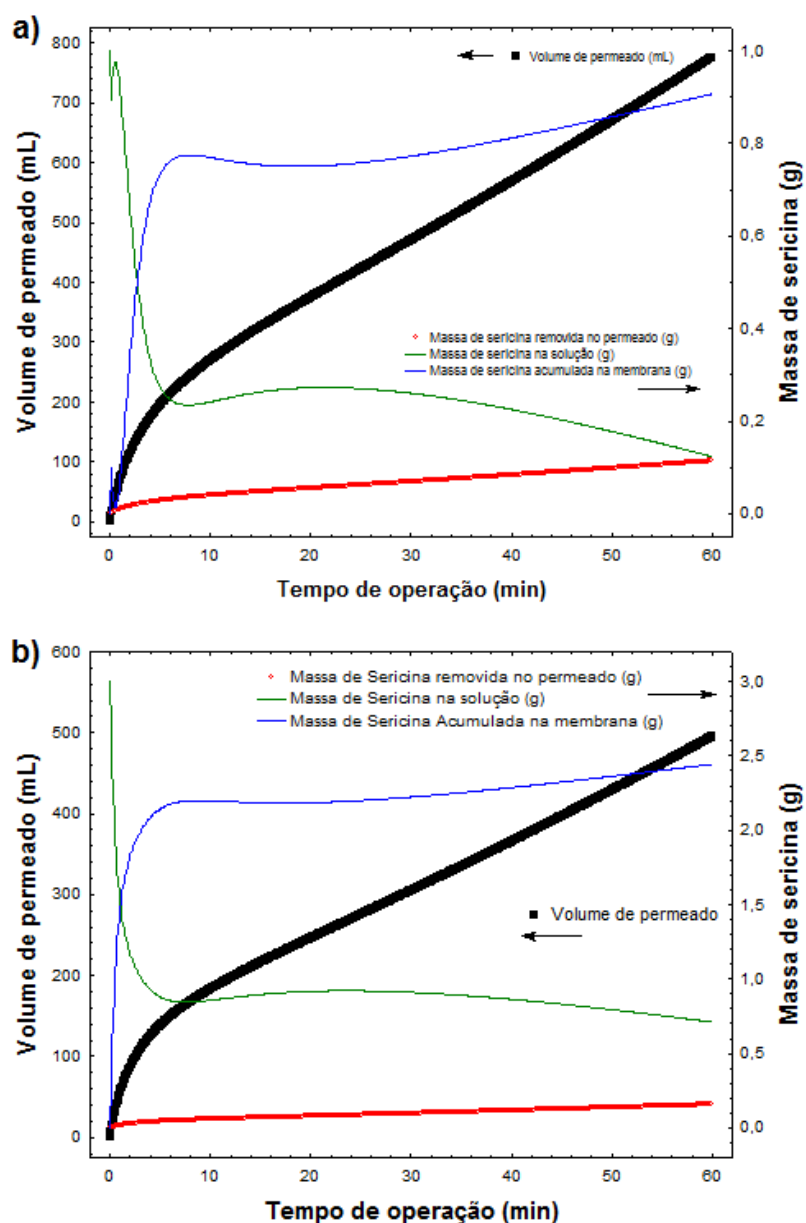 a)
800
700
600
500
400
300
200
100
0
Volume de permeado (mL)
Volume de permeado (mL)
Massa de sericina removida no permeado (g)
Massa de sericina na solução (g)
Massa de sericina acumulada na membrana (g)
1,0
0,8
0,6
0,4
0,2
0,0
Massa de sericina (g)
0 10 20 30 40 50 60
Tempo de operação (min)
b)
600
500
400
300
200
100
0
Volume de permeado (mL)
Massa de Sericina removida no permeado (g)
Massa de Sericina na solução (g)
Massa de Sericina Acumulada na membrana (g)
Volume de permeado
3,0
2,5
2,0
1,5
1,0
0,5
0,0
Massa de sericina (g)
0 10 20 30 40 50 60
Tempo de operação (min)